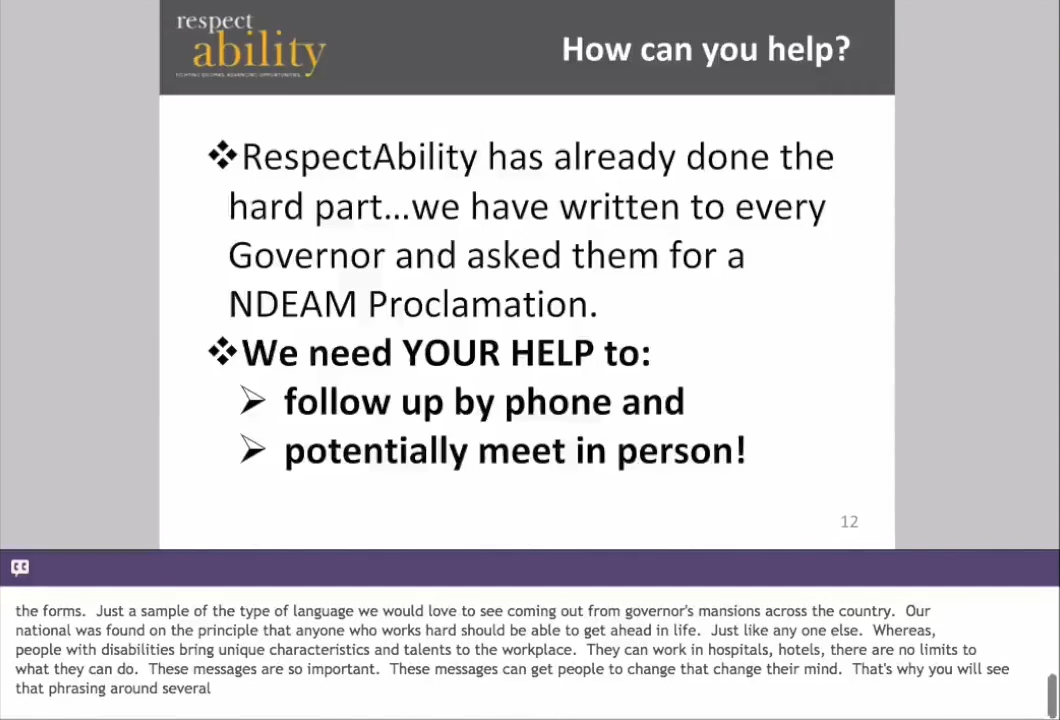 respect
ability
How can you help?
❖RespectAbility has already done the
hard part...we have written to every
Governor and asked them for a
NDEAM Proclamation.
❖We need YOUR HELP to:
➢ follow up by phone and
➢ potentially meet in person!
12
the forms.  Just a sample of the type of language we would love to see coming out from governor's mansions across the country.  Our
national was found on the principle that anyone who works hard should be able to get ahead in life.  Just like any one else.  Whereas,
people with disabilities bring unique characteristics and talents to the workplace.  They can work in hospitals, hotels, there are no limits to
what they can do.  These messages are so important.  These messages can get people to change that change their mind.  That's why you will see
that phrasing around several